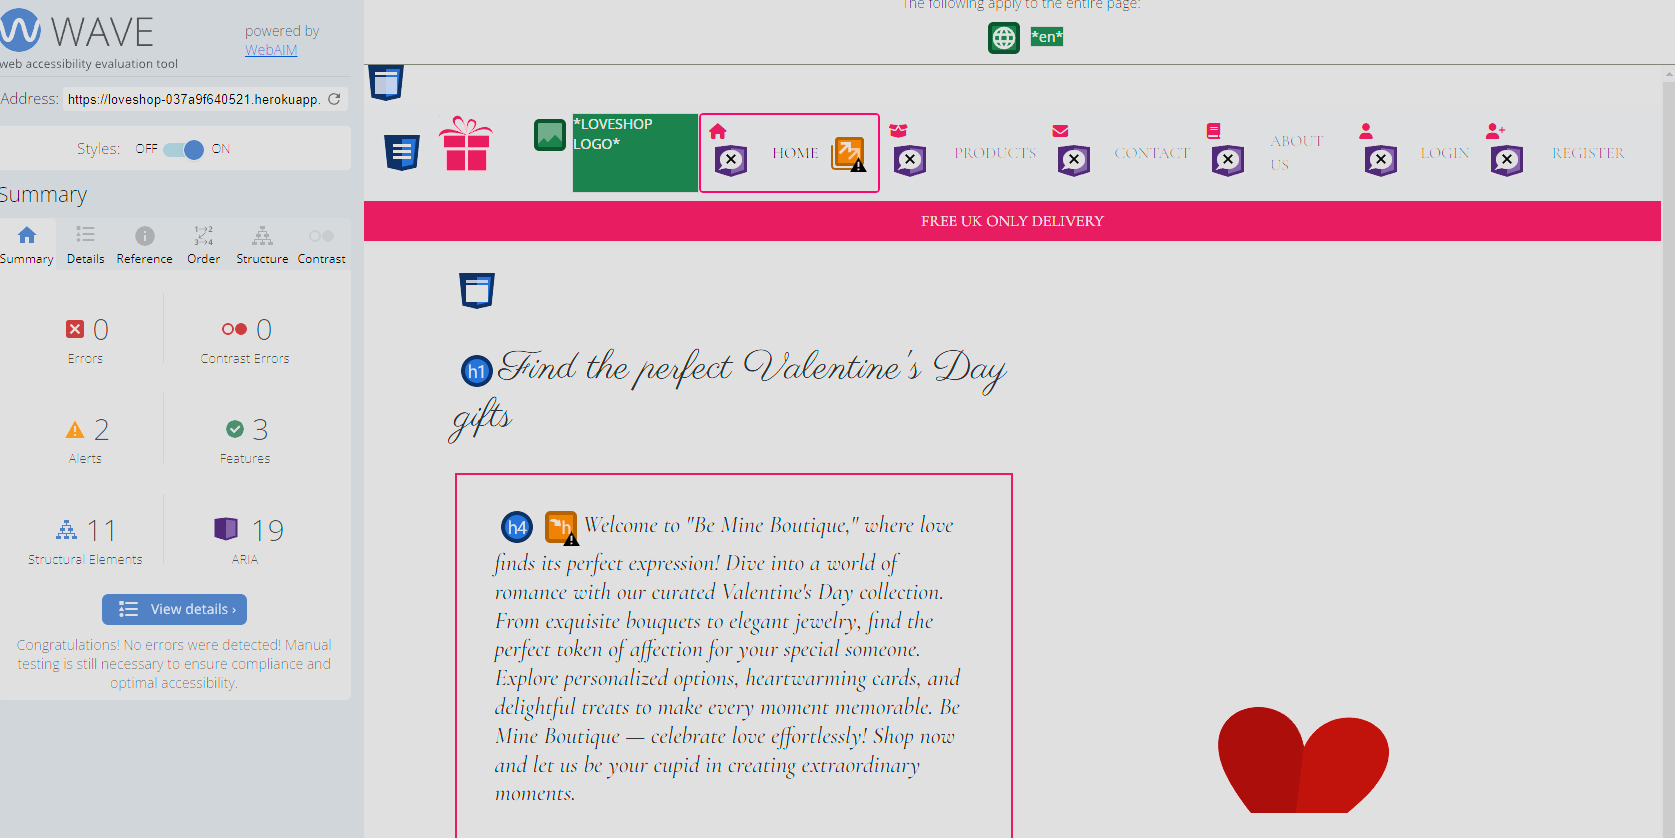 WAVE
powered by
WebAIM
web accessibility evaluation tool
Address: https://loveshop-037a9f640521.herokuapp.
Styles: OFF ON
Summary
Summary Details Reference Order Structure Contrast
0 0
Errors Contrast Errors
2 3
Alerts Features
11 19
Structural Elements ARIA
View details ›
Congratulations! No errors were detected! Manual
testing is still necessary to ensure compliance and
optimal accessibility.
The following apply to the entire page:
*en*
*LOVESHOP
LOGO*
HOME PRODUCTS CONTACT ABOUT
US LOGIN REGISTER
FREE UK ONLY DELIVERY
h1 Find the perfect Valentine's Day
gifts
h4 h Welcome to "Be Mine Boutique," where love
finds its perfect expression! Dive into a world of
romance with our curated Valentine's Day collection.
From exquisite bouquets to elegant jewelry, find the
perfect token of affection for your special someone.
Explore personalized options, heartwarming cards, and
delightful treats to make every moment memorable. Be
Mine Boutique — celebrate love effortlessly! Shop now
and let us be your cupid in creating extraordinary
moments.